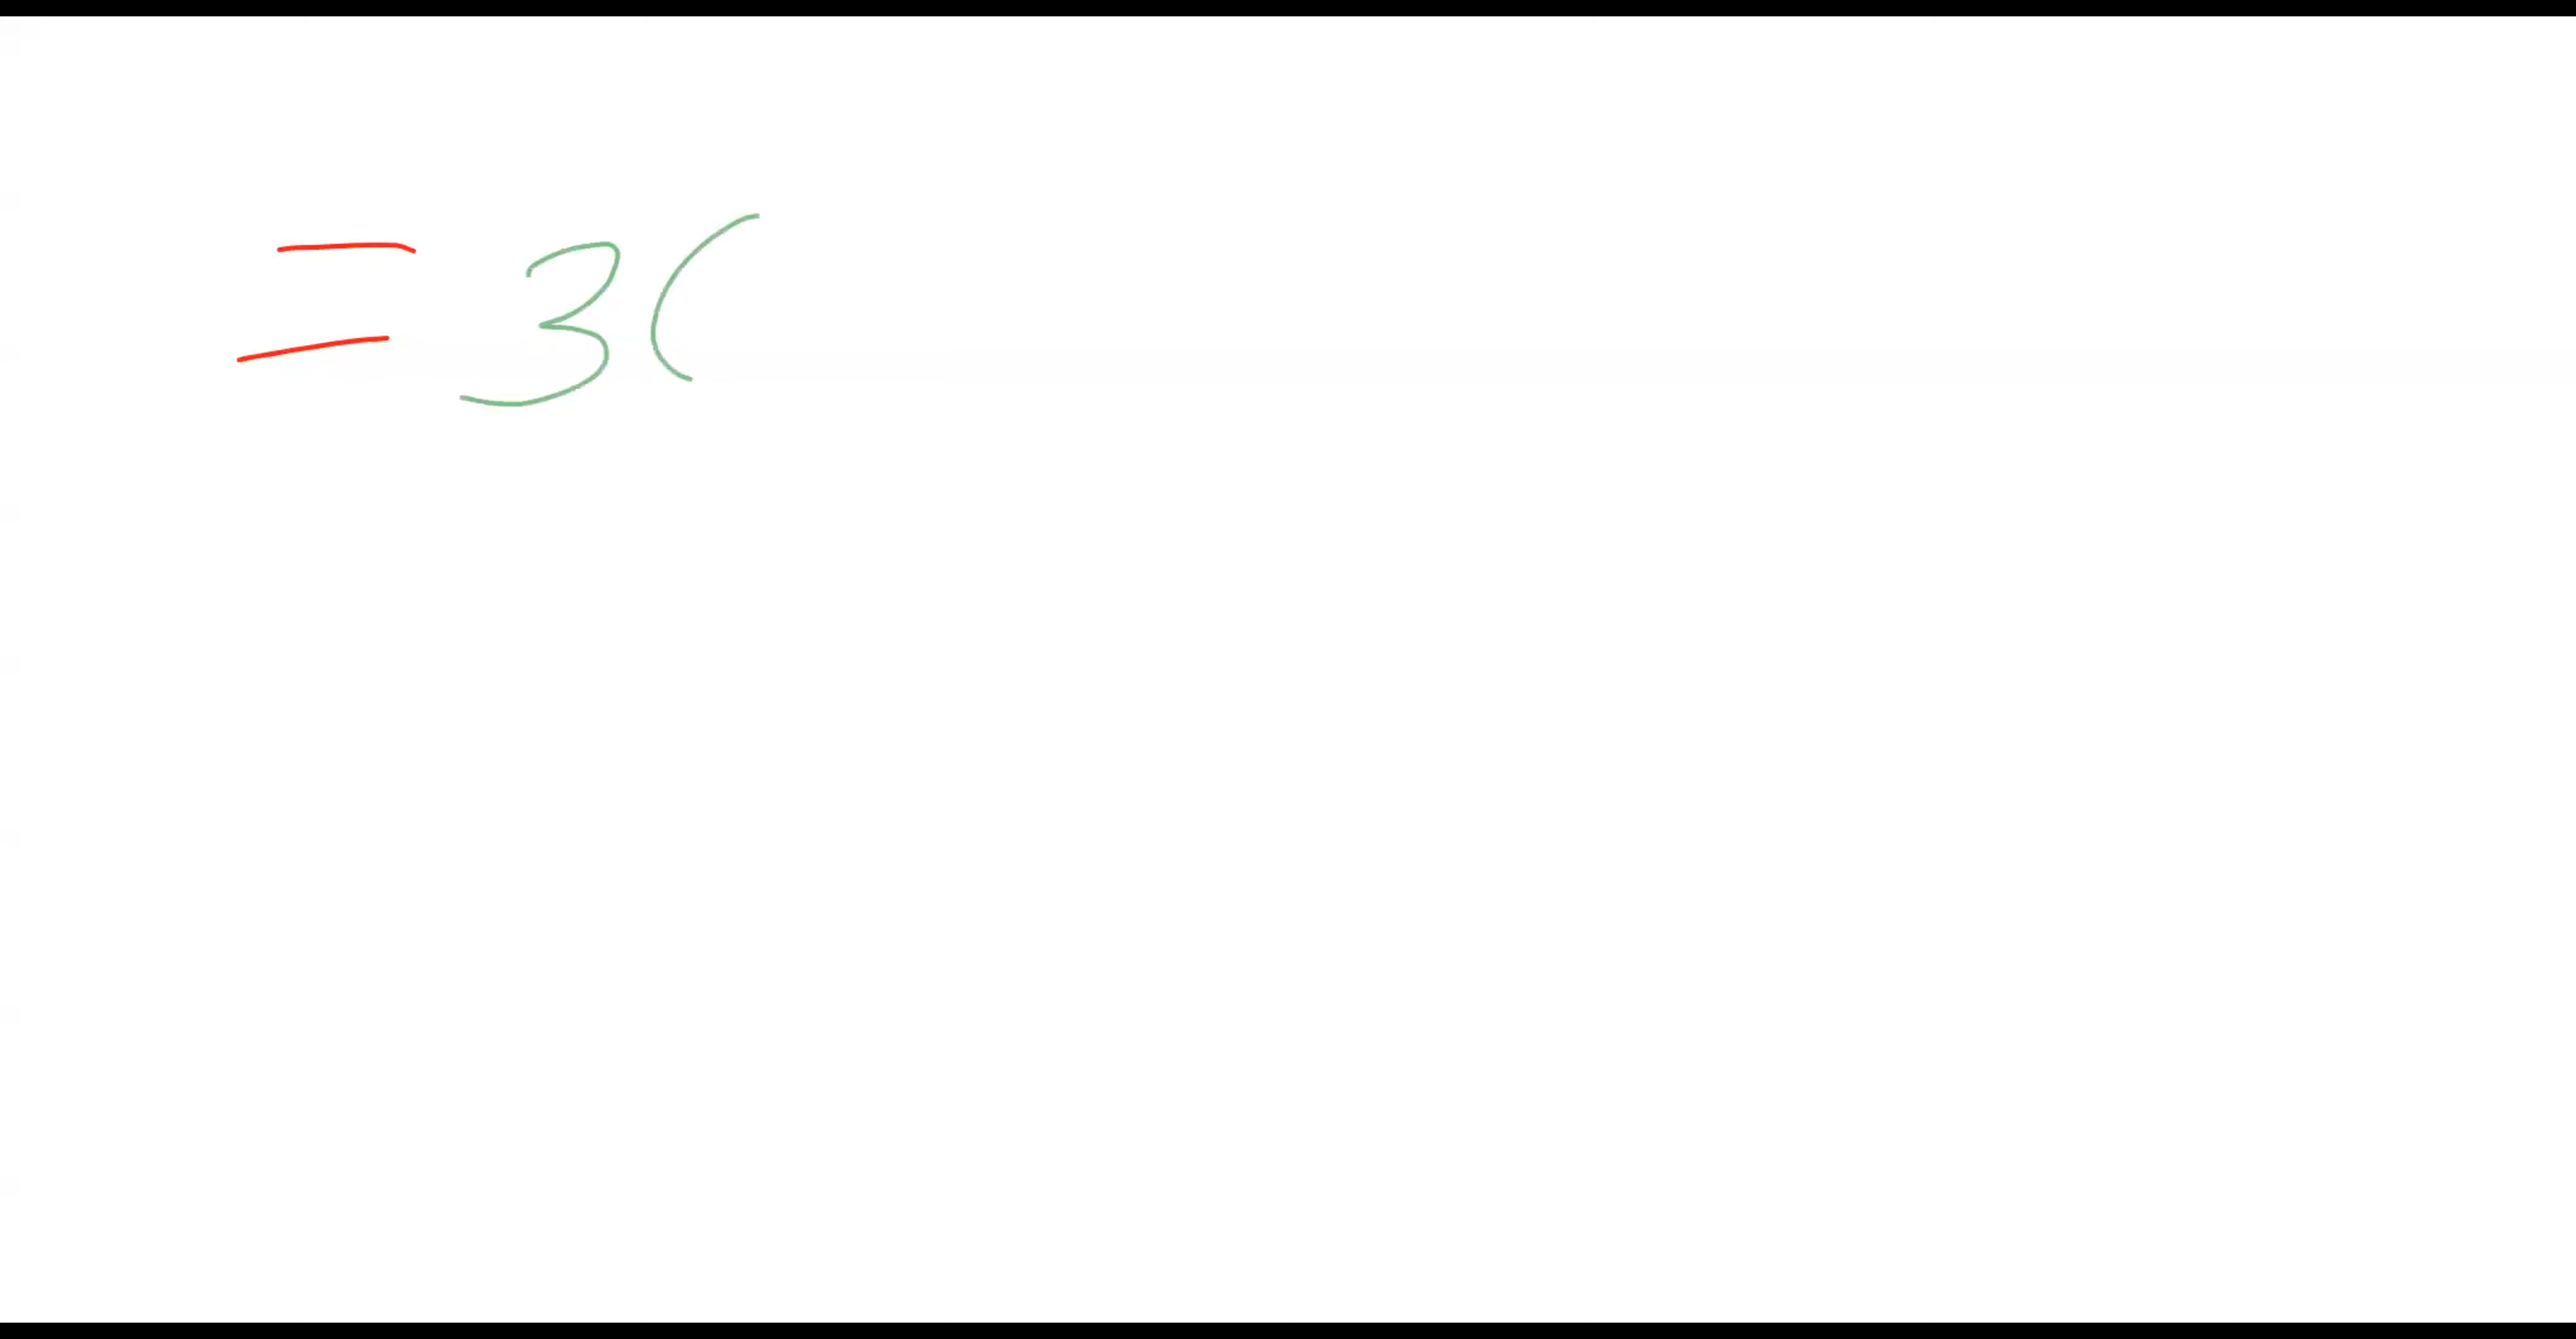 = 3(